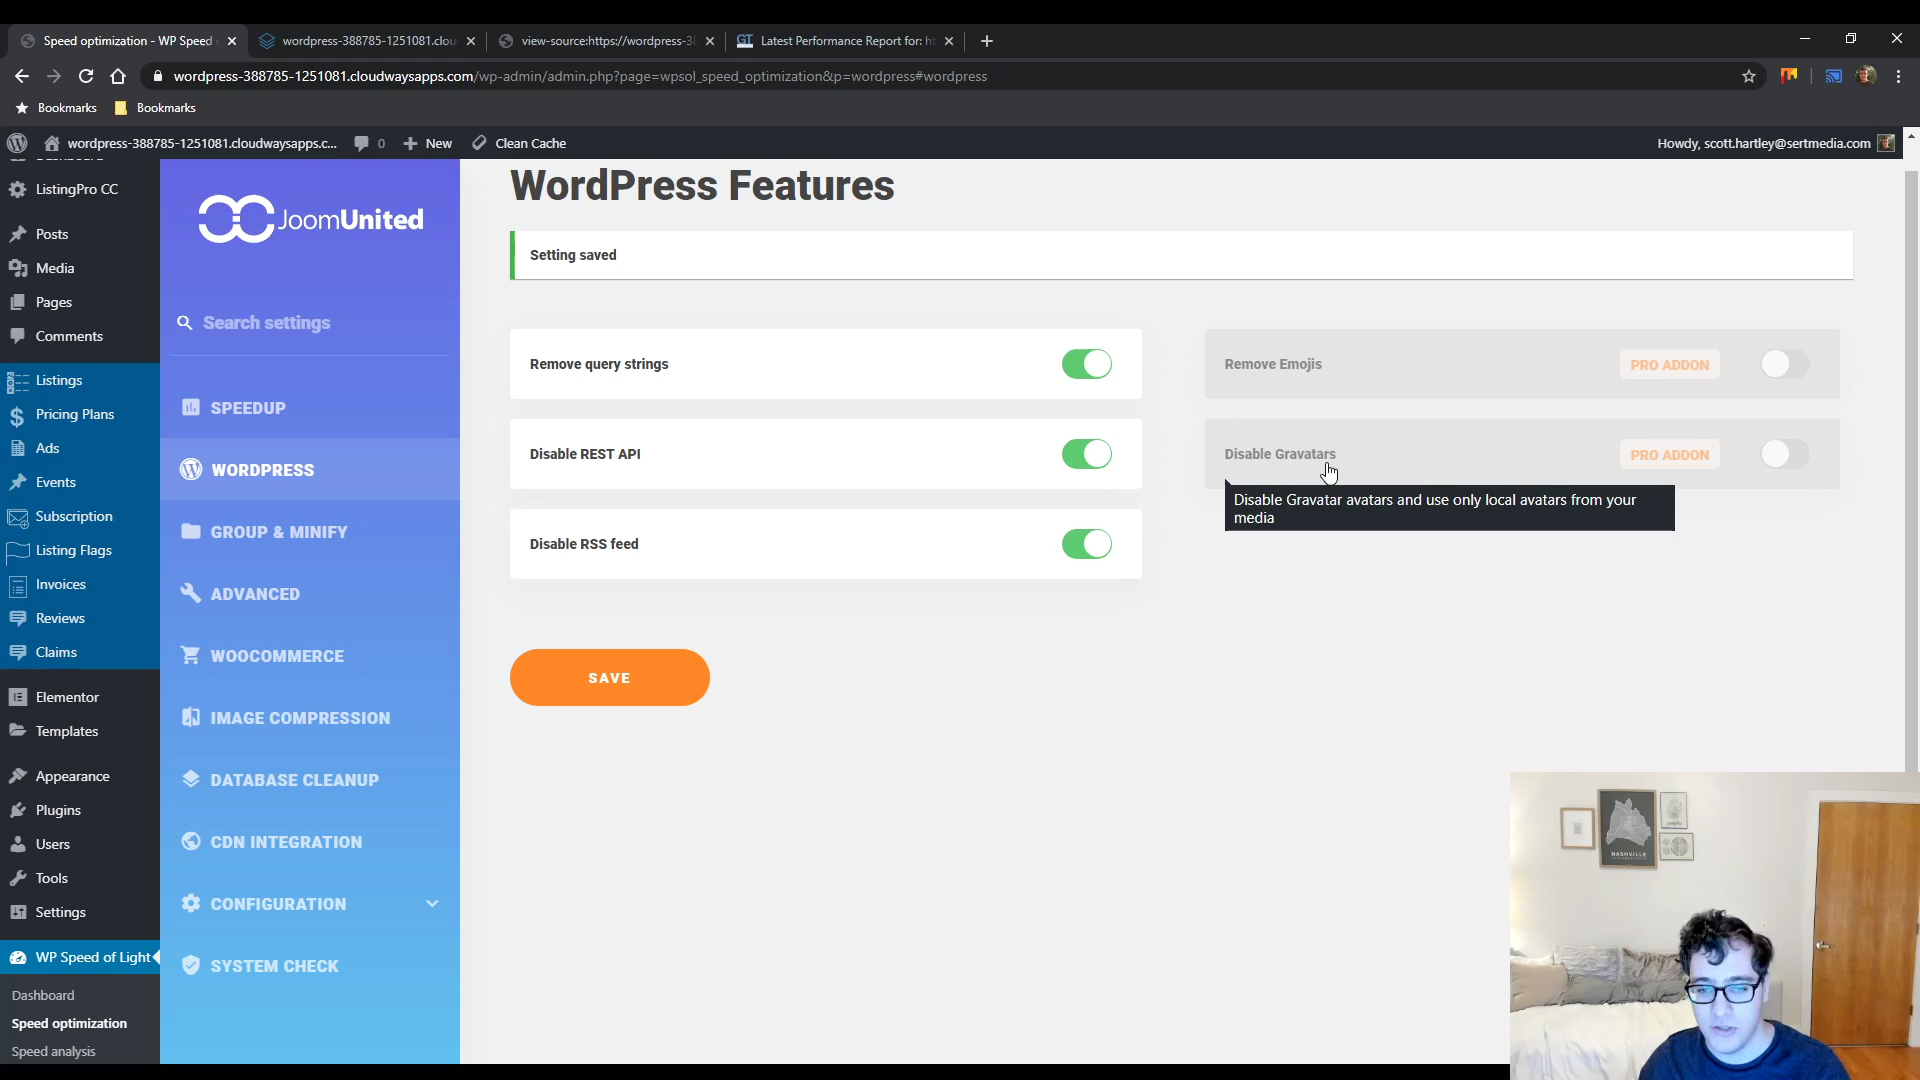 Speed optimization - WP Speed
wordpress-388785-1251081.clou
view-source:https://wordpress-3
GT
Latest Performance Report for: h
wordpress-388785-1251081.cloudwaysapps.com/wp-admin/admin.php?page=wpsol_speed_optimization&p=wordpress#wordpress
Bookmarks
Bookmarks
wordpress-388785-1251081.cloudwaysapps.c...
0
New
Clean Cache
Howdy, scott.hartley@sertmedia.com
ListingPro CC
Posts
Media
Pages
Comments
Listings
Pricing Plans
Ads
Events
Subscription
Listing Flags
Invoices
Reviews
Claims
Elementor
Templates
Appearance
Plugins
Users
Tools
Settings
WP Speed of Light
Dashboard
Speed optimization
Speed analysis
JoomUnited
Search settings
SPEEDUP
WORDPRESS
GROUP & MINIFY
ADVANCED
WOOCOMMERCE
IMAGE COMPRESSION
DATABASE CLEANUP
CDN INTEGRATION
CONFIGURATION
SYSTEM CHECK
WordPress Features
Setting saved
Remove query strings
Remove Emojis
PRO ADDON
Disable REST API
Disable Gravatars
PRO ADDON
Disable Gravatar avatars and use only local avatars from your
media
Disable RSS feed
SAVE
NASHVILLE